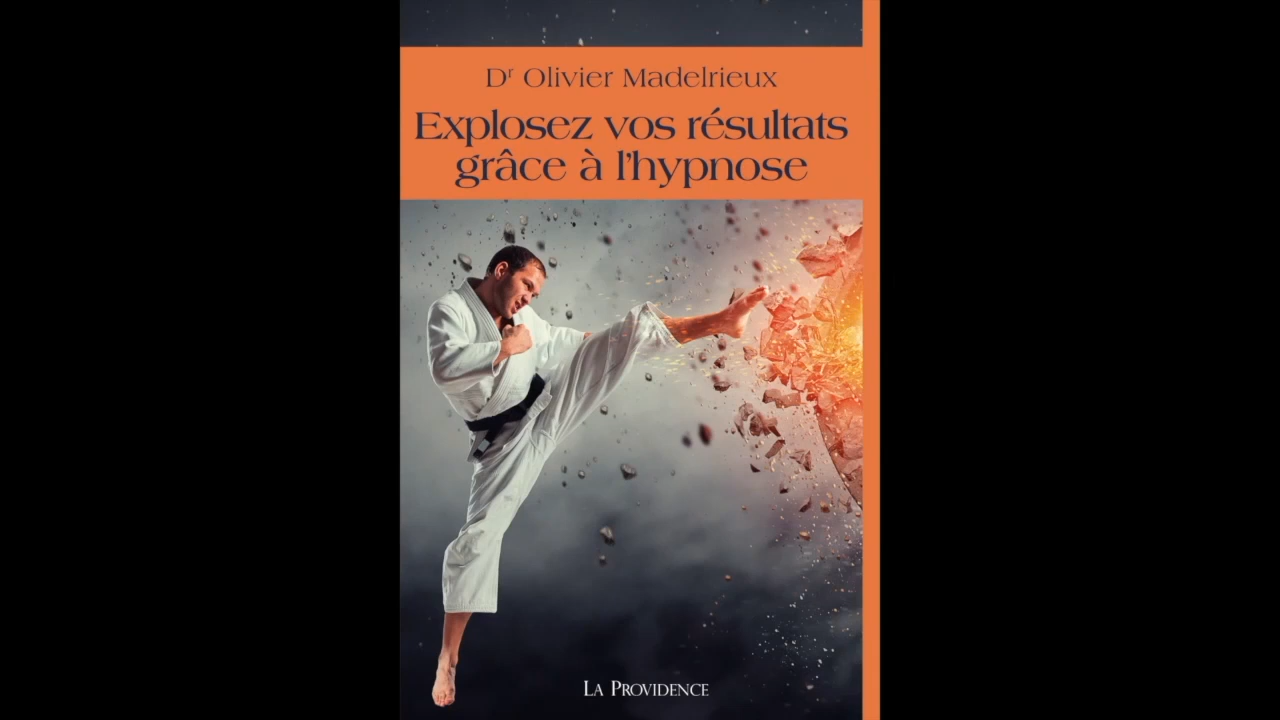 Dr Olivier Madelrieux
Explosez vos résultats
grâce à l'hypnose
La Providence